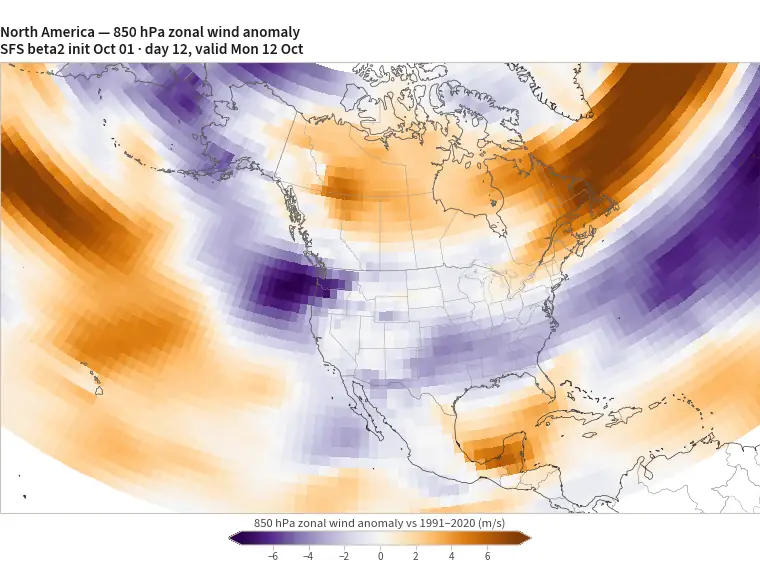 North America — 850 hPa zonal wind anomaly
SFS beta2 init Oct 01 · day 12, valid Mon 12 Oct
850 hPa zonal wind anomaly vs 1991–2020 (m/s)
−6 −4 −2 0 2 4 6